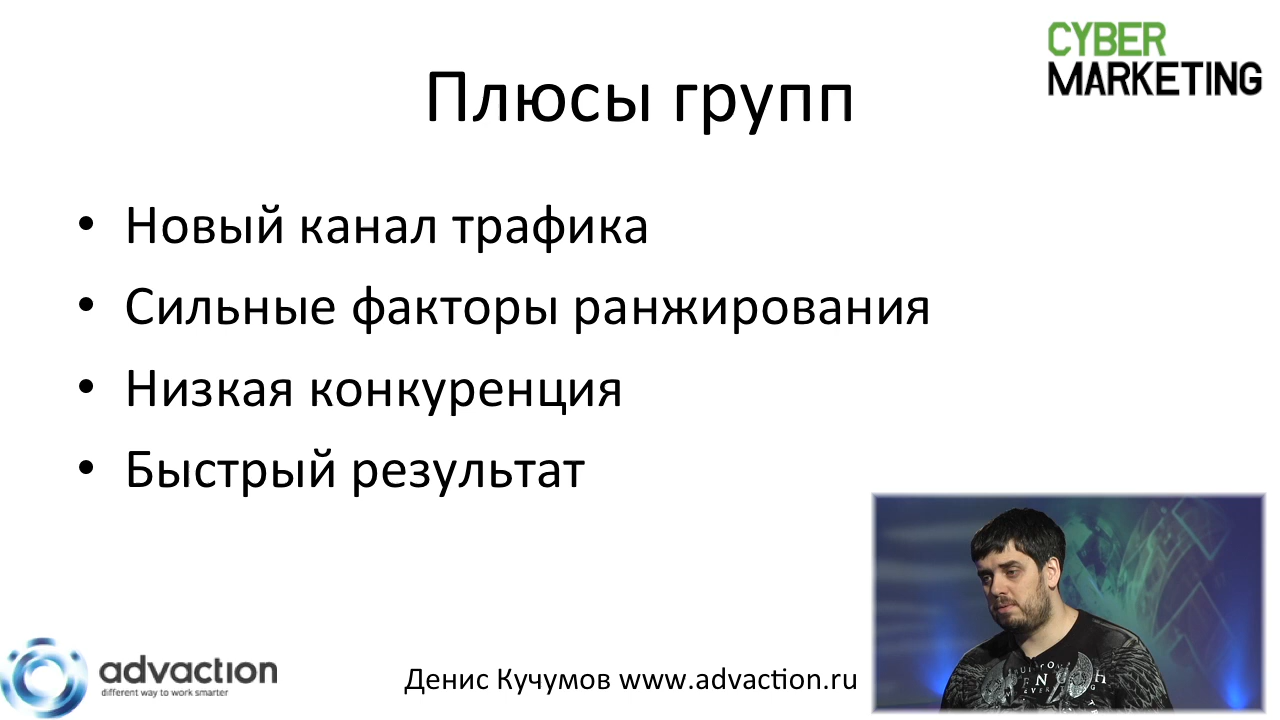 CYBER
MARKETING
Плюсы групп
• Новый канал трафика
• Сильные факторы ранжирования
• Низкая конкуренция
• Быстрый результат
advaction
different way to work smarter
Денис Кучумов www.advaction.ru